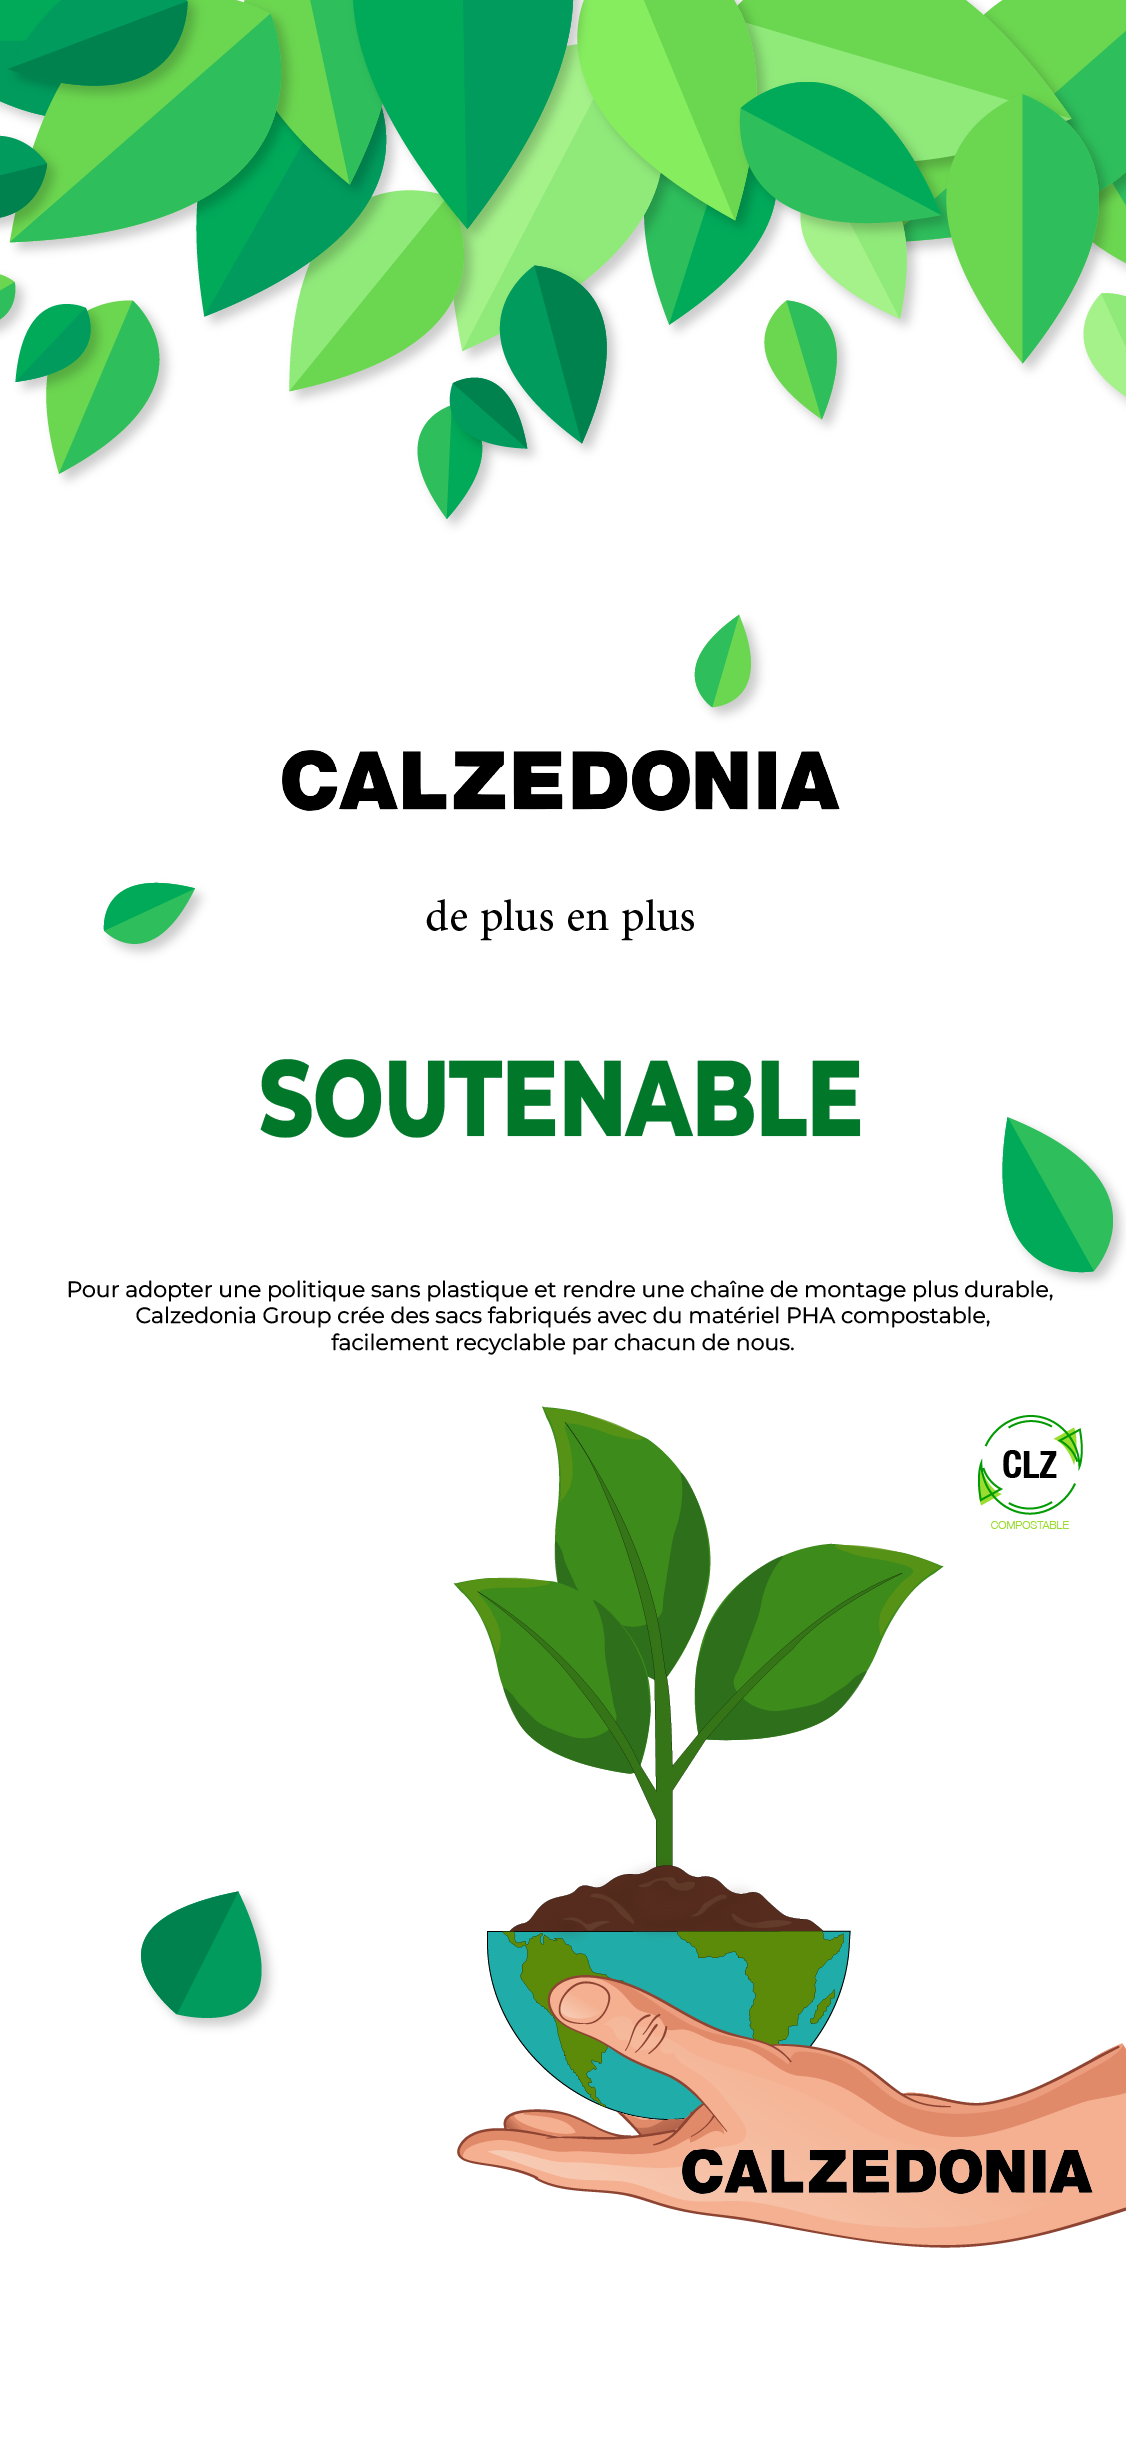 CALZEDONIA
de plus en plus
SOUTENABLE
Pour adopter une politique sans plastique et rendre une chaîne de montage plus durable,
Calzedonia Group crée des sacs fabriqués avec du matériel PHA compostable,
facilement recyclable par chacun de nous.
CLZ
COMPOSTABLE
CALZEDONIA